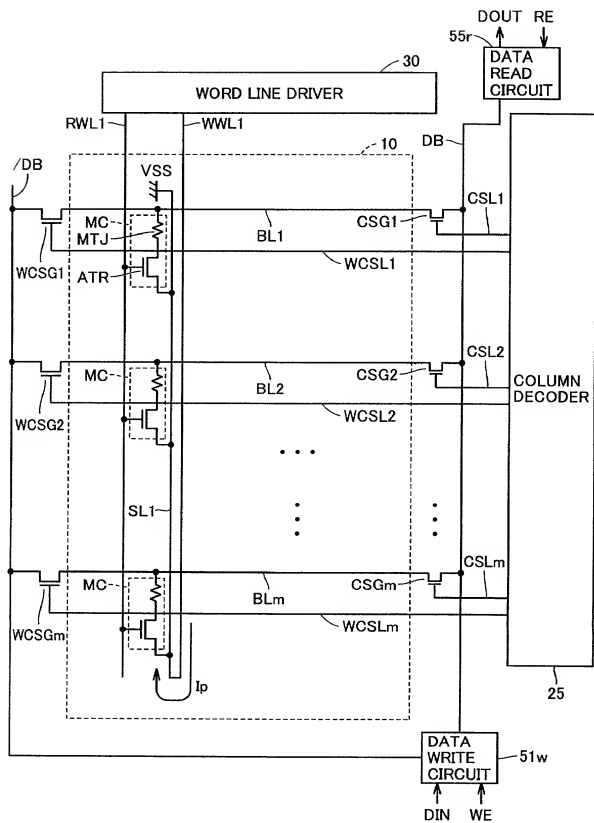 DOUT RE
55r
DATA
READ
CIRCUIT
30
WORD LINE DRIVER
RWL1
WWL1
10
DB
/DB
VSS
CSL1
MC
MTJ
BL1
CSG1
WCSG1
ATR
WCSL1
CSL2
MC
BL2
CSG2
WCSG2
WCSL2
COLUMN
DECODER
SL1
MC
BLm
CSGm
CSLm
WCSGm
WCSLm
Ip
25
DATA
WRITE
CIRCUIT
51w
DIN WE